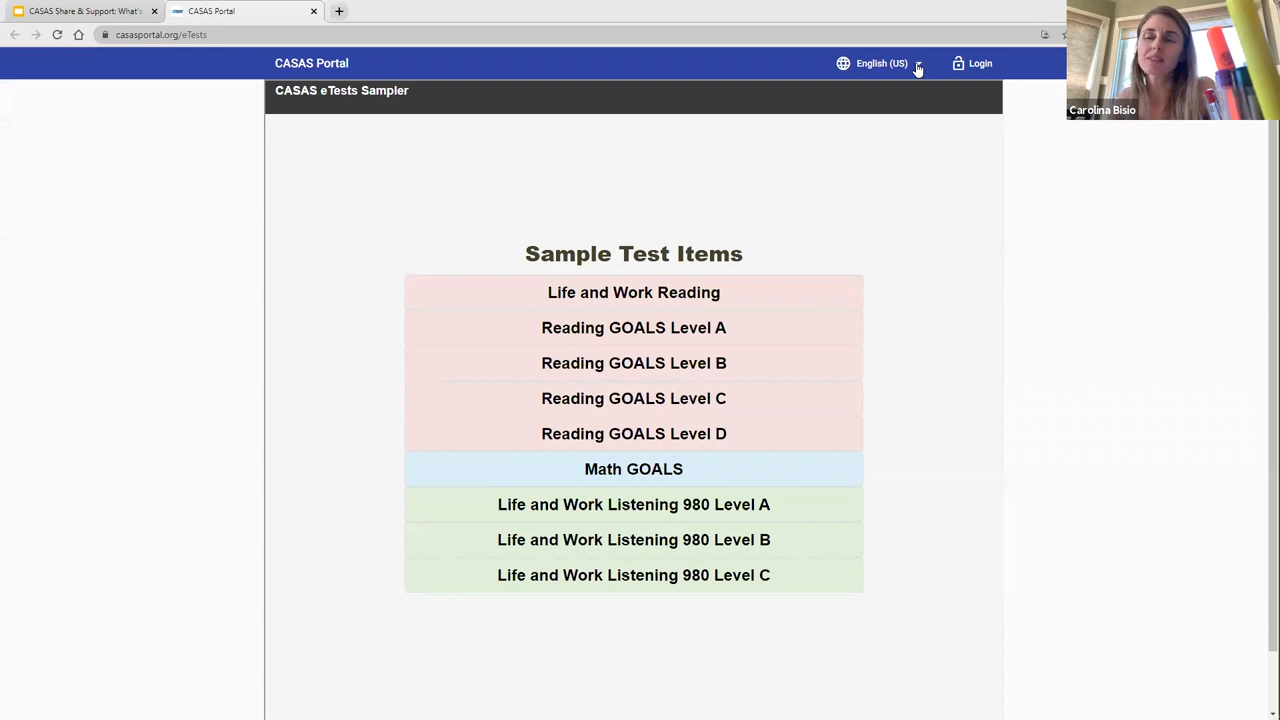 CASAS Share & Support: What's
CASAS Portal
casasportal.org/eTests
CASAS Portal
English (US)
Login
Carolina Bisio
CASAS eTests Sampler
Sample Test Items
Life and Work Reading
Reading GOALS Level A
Reading GOALS Level B
Reading GOALS Level C
Reading GOALS Level D
Math GOALS
Life and Work Listening 980 Level A
Life and Work Listening 980 Level B
Life and Work Listening 980 Level C